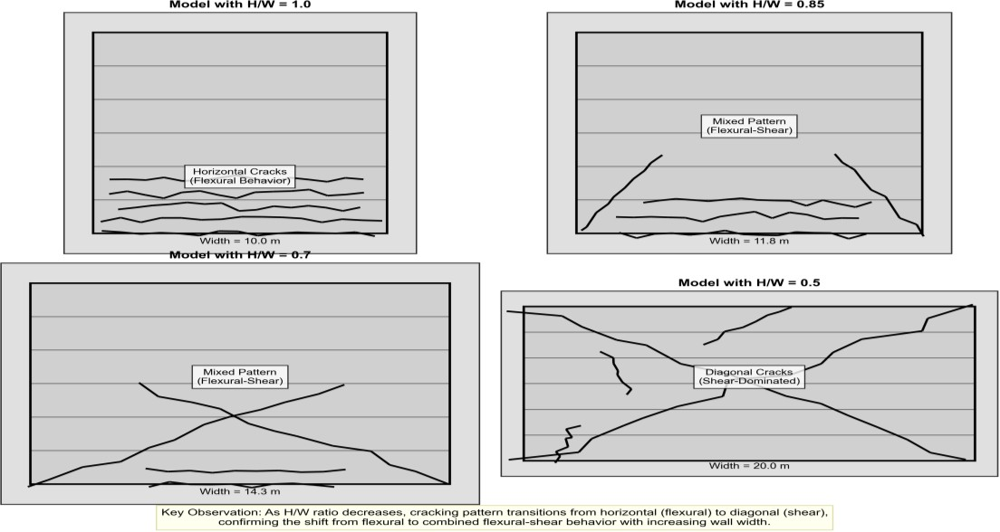 Model with H/W = 1.0
Horizontal Cracks
(Flexural Behavior)
Width = 10.0 m
Model with H/W = 0.85
Mixed Pattern
(Flexural-Shear)
Width = 11.8 m
Model with H/W = 0.7
Mixed Pattern
(Flexural-Shear)
Width = 14.3 m
Model with H/W = 0.5
Diagonal Cracks
(Shear-Dominated)
Width = 20.0 m
Key Observation: As H/W ratio decreases, cracking pattern transitions from horizontal (flexural) to diagonal (shear),
confirming the shift from flexural to combined flexural-shear behavior with increasing wall width.